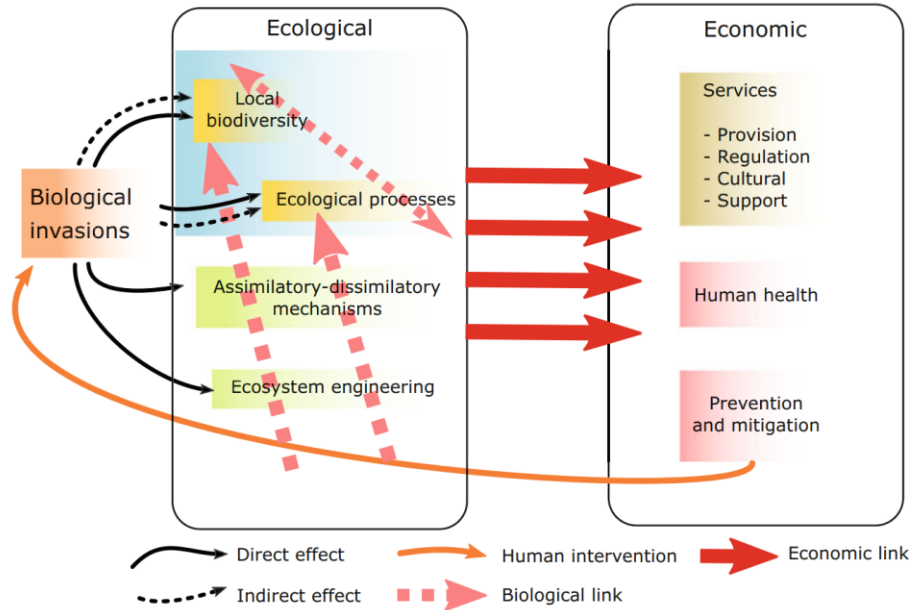 Ecological
Economic
Local
biodiversity
Services
- Provision
- Regulation
- Cultural
- Support
Biological
invasions
Ecological processes
Assimilatory-dissimilatory
mechanisms
Human health
Ecosystem engineering
Prevention
and mitigation
Direct effect
Human intervention
Economic link
Indirect effect
Biological link